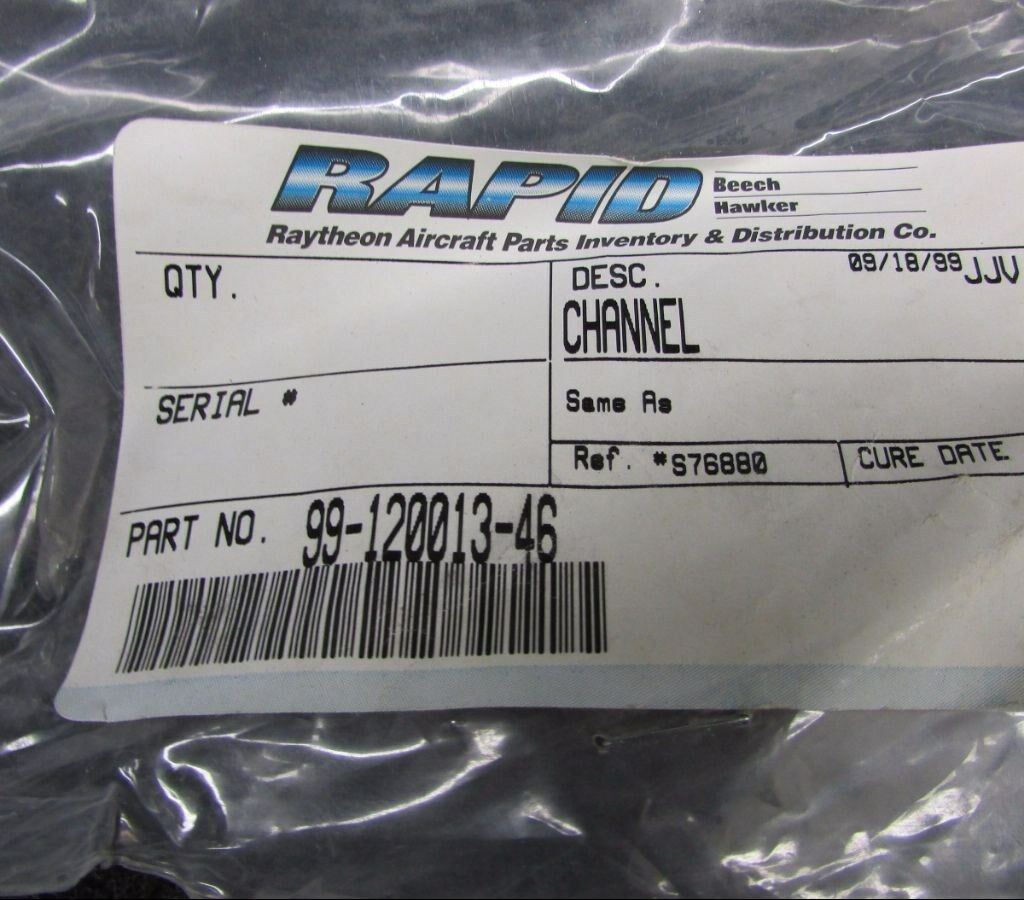 RAPID
Beech
Hawker
Raytheon Aircraft Parts Inventory & Distribution Co.
QTY.
DESC. 09/18/99 JJV
CHANNEL
SERIAL #
Same As
Ref. #S76880
CURE DATE
PART NO. 99-120013-46